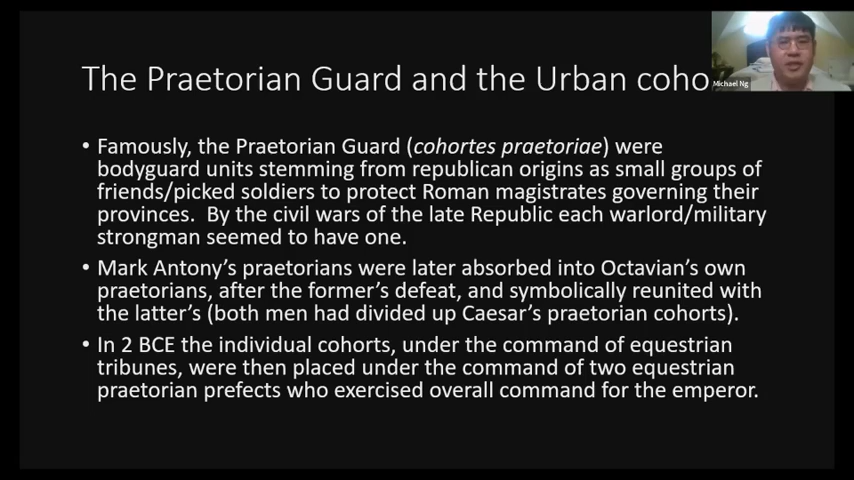 The Praetorian Guard and the Urban coho
Michael Ng
• Famously, the Praetorian Guard (cohortes praetoriae) were
bodyguard units stemming from republican origins as small groups of
friends/picked soldiers to protect Roman magistrates governing their
provinces.  By the civil wars of the late Republic each warlord/military
strongman seemed to have one.
• Mark Antony’s praetorians were later absorbed into Octavian’s own
praetorians, after the former’s defeat, and symbolically reunited with
the latter’s (both men had divided up Caesar’s praetorian cohorts).
• In 2 BCE the individual cohorts, under the command of equestrian
tribunes, were then placed under the command of two equestrian
praetorian prefects who exercised overall command for the emperor.